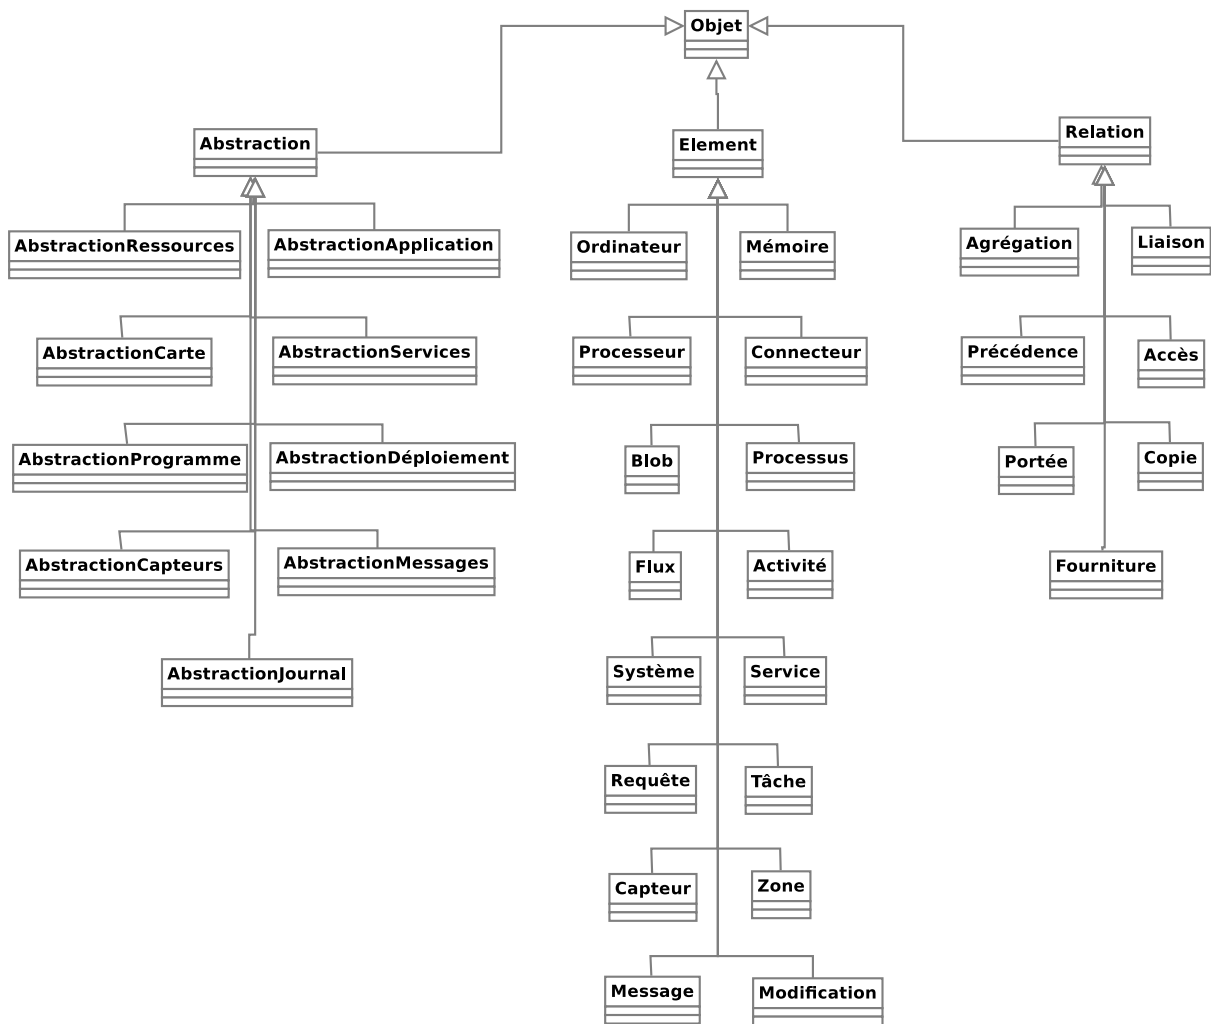 Objet
Abstraction
Element
Relation
AbstractionRessources
AbstractionApplication
Ordinateur
Mémoire
Agrégation
Liaison
AbstractionCarte
AbstractionServices
Processeur
Connecteur
Précédence
Accès
AbstractionProgramme
AbstractionDéploiement
Blob
Processus
Portée
Copie
AbstractionCapteurs
AbstractionMessages
Flux
Activité
Fourniture
AbstractionJournal
Système
Service
Requête
Tâche
Capteur
Zone
Message
Modification